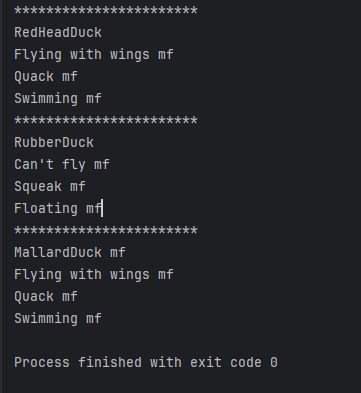 ***********************
RedHeadDuck
Flying with wings mf
Quack mf
Swimming mf
***********************
RubberDuck
Can't fly mf
Squeak mf
Floating mf
***********************
MallardDuck mf
Flying with wings mf
Quack mf
Swimming mf
Process finished with exit code 0